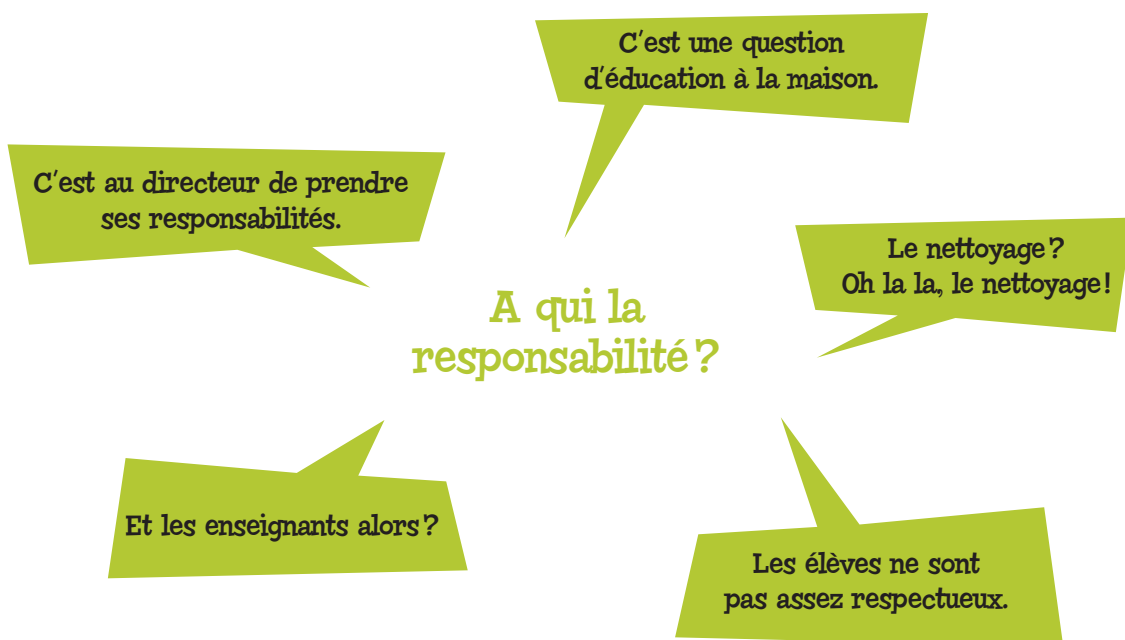 C'est une question
d'éducation à la maison.
C'est au directeur de prendre
ses responsabilités.
Le nettoyage ?
Oh la la, le nettoyage !
A qui la
responsabilité ?
Et les enseignants alors ?
Les élèves ne sont
pas assez respectueux.